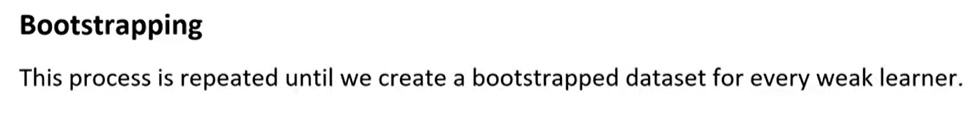 Bootstrapping
This process is repeated until we create a bootstrapped dataset for every weak learner.